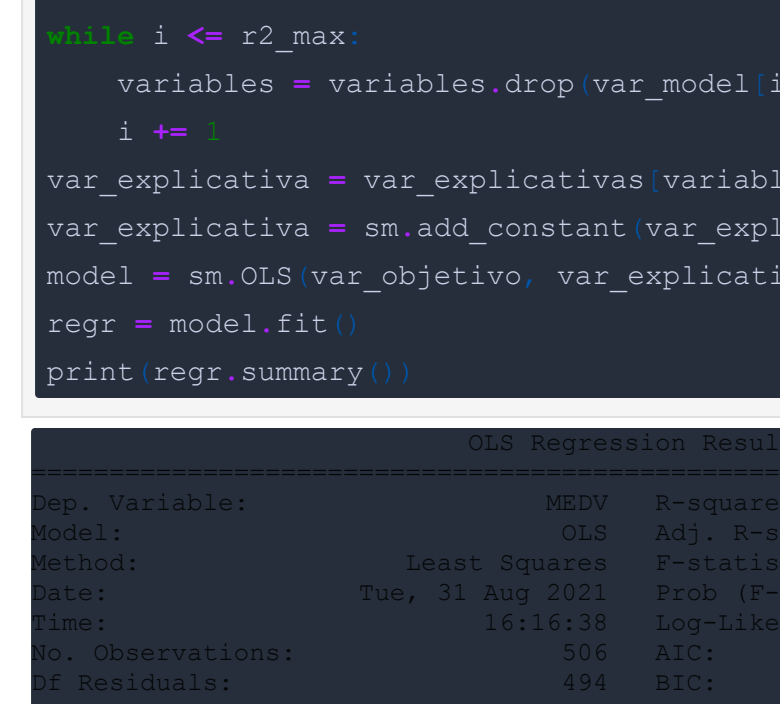 while i <= r2_max:
    variables = variables.drop(var_model[i
    i += 1
var_explicativa = var_explicativas[variabl
var_explicativa = sm.add_constant(var_expl
model = sm.OLS(var_objetivo, var_explicati
regr = model.fit()
print(regr.summary())
OLS Regression Resul
==============================================
Dep. Variable: MEDV R-square
Model: OLS Adj. R-s
Method: Least Squares F-statis
Date: Tue, 31 Aug 2021 Prob (F-
Time: 16:16:38 Log-Like
No. Observations: 506 AIC:
Df Residuals: 494 BIC: